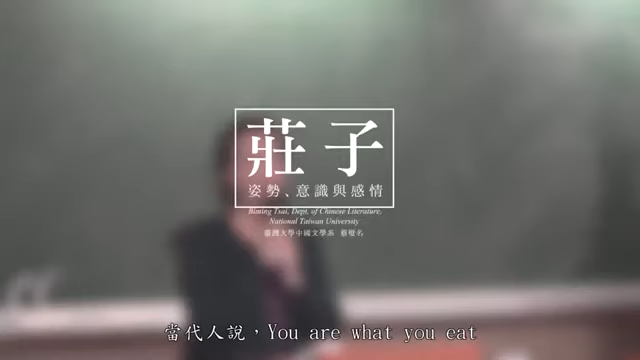 莊子
姿勢、意識與感情
Biming Tsai, Dept. of Chinese Literature,
National Taiwan University
臺灣大學中國文學系 蔡璧名
當代人說，You are what you eat